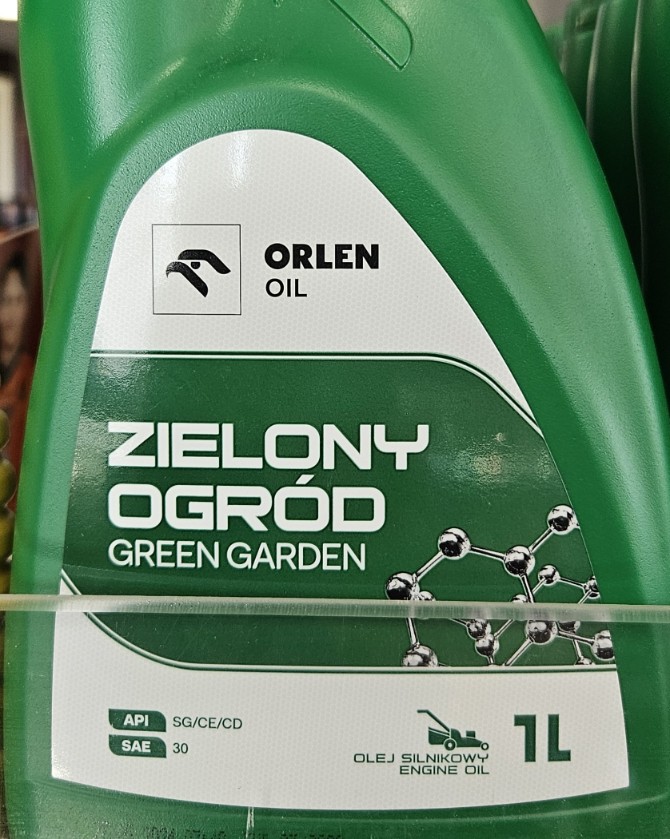 ORLEN
OIL
ZIELONY
OGRÓD
GREEN GARDEN
API SG/CE/CD
SAE 30
OLEJ SILNIKOWY
ENGINE OIL
1L